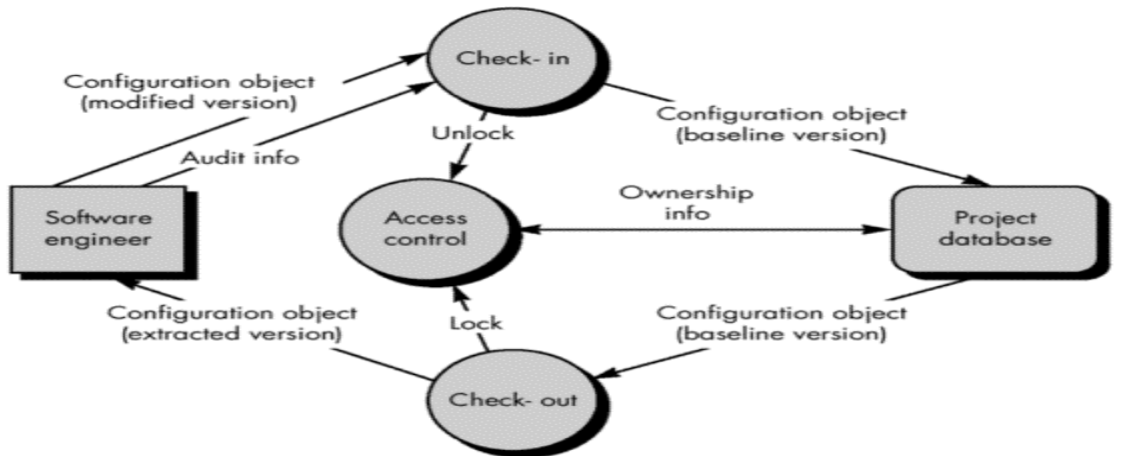 Check- in
Configuration object
(modified version)
Configuration object
(baseline version)
Unlock
Audit info
Ownership
info
Software
engineer
Access
control
Project
database
Configuration object
(extracted version)
Lock
Configuration object
(baseline version)
Check- out